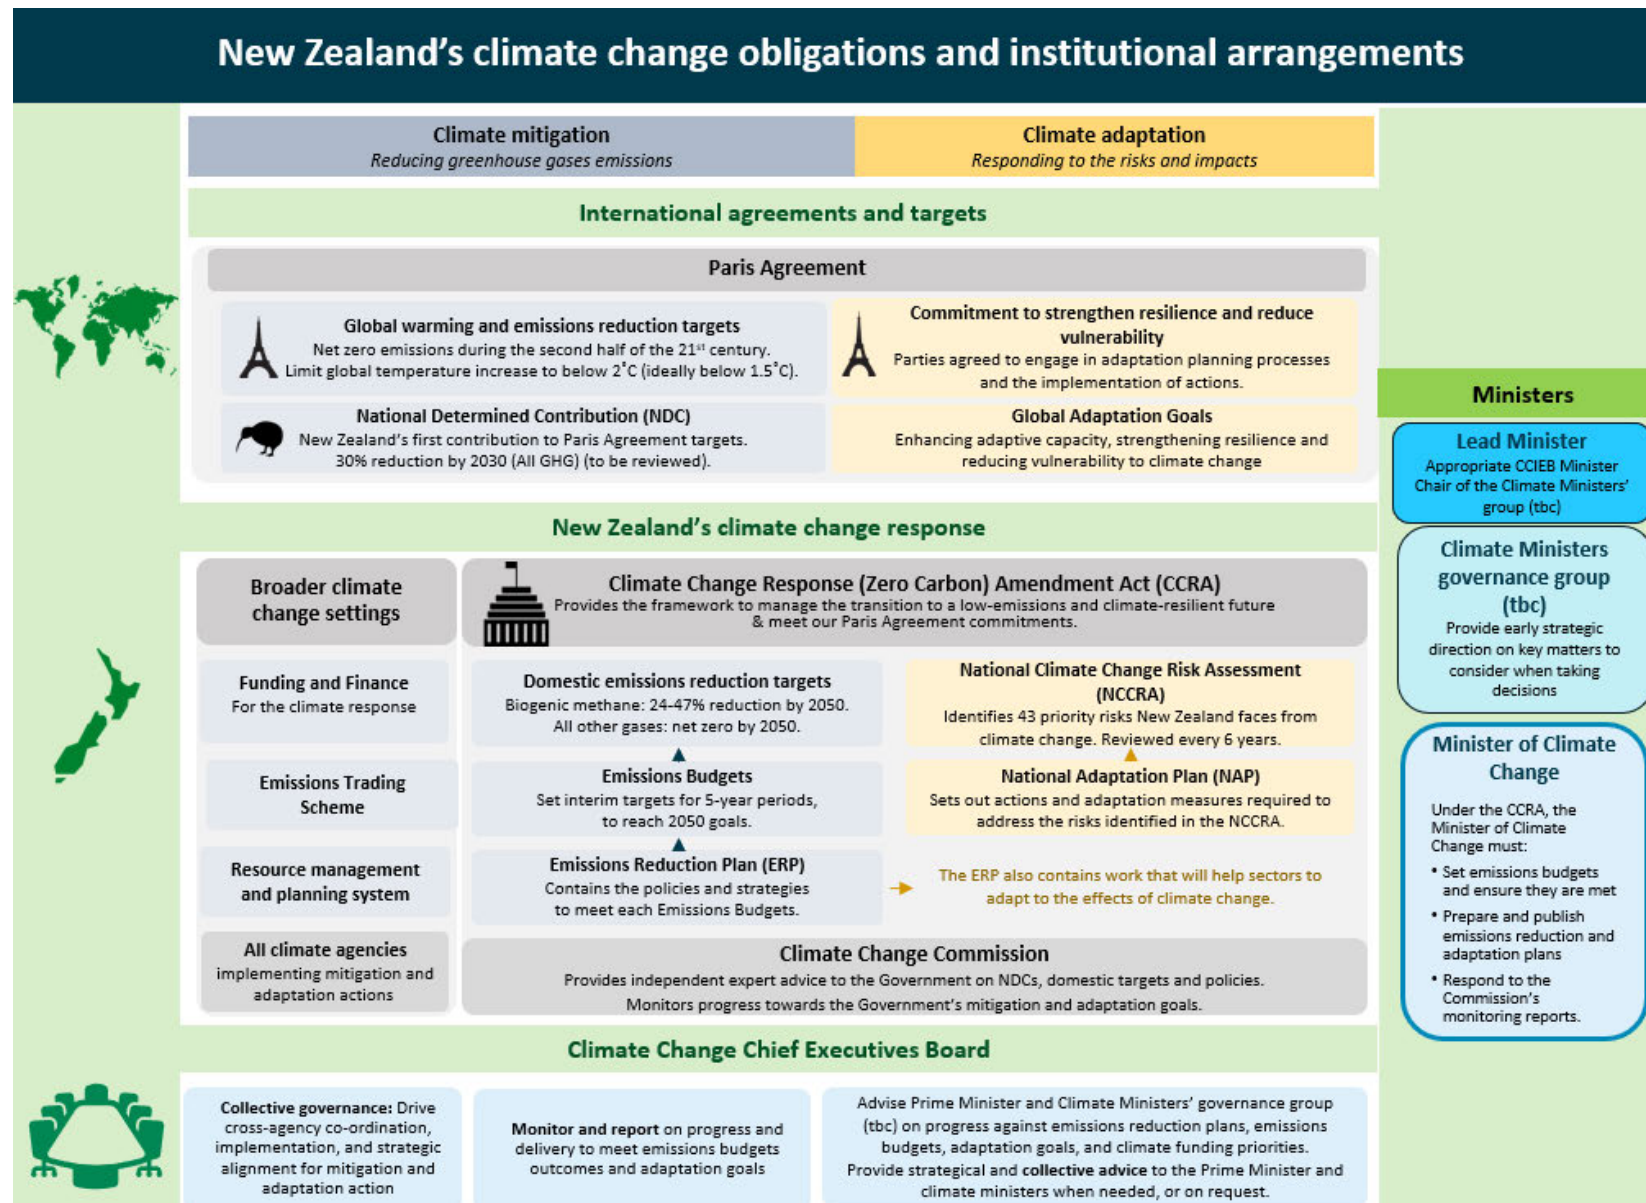 New Zealand's climate change obligations and institutional arrangements
Climate mitigation
Reducing greenhouse gases emissions
Climate adaptation
Responding to the risks and impacts
International agreements and targets
Paris Agreement
Global warming and emissions reduction targets
Net zero emissions during the second half of the 21st century.
Limit global temperature increase to below 2˚C (ideally below 1.5˚C).
Commitment to strengthen resilience and reduce
vulnerability
Parties agreed to engage in adaptation planning processes
and the implementation of actions.
National Determined Contribution (NDC)
New Zealand's first contribution to Paris Agreement targets.
30% reduction by 2030 (All GHG) (to be reviewed).
Global Adaptation Goals
Enhancing adaptive capacity, strengthening resilience and
reducing vulnerability to climate change
New Zealand's climate change response
Broader climate
change settings
Funding and Finance
For the climate response
Emissions Trading
Scheme
Resource management
and planning system
All climate agencies
implementing mitigation and
adaptation actions
Climate Change Response (Zero Carbon) Amendment Act (CCRA)
Provides the framework to manage the transition to a low-emissions and climate-resilient future
& meet our Paris Agreement commitments.
Domestic emissions reduction targets
Biogenic methane: 24-47% reduction by 2050.
All other gases: net zero by 2050.
Emissions Budgets
Set interim targets for 5-year periods,
to reach 2050 goals.
Emissions Reduction Plan (ERP)
Contains the policies and strategies
to meet each Emissions Budgets.
National Climate Change Risk Assessment
(NCCRA)
Identifies 43 priority risks New Zealand faces from
climate change. Reviewed every 6 years.
National Adaptation Plan (NAP)
Sets out actions and adaptation measures required to
address the risks identified in the NCCRA.
The ERP also contains work that will help sectors to
adapt to the effects of climate change.
Climate Change Commission
Provides independent expert advice to the Government on NDCs, domestic targets and policies.
Monitors progress towards the Government's mitigation and adaptation goals.
Climate Change Chief Executives Board
Collective governance: Drive
cross-agency co-ordination,
implementation, and strategic
alignment for mitigation and
adaptation action
Monitor and report on progress and
delivery to meet emissions budgets
outcomes and adaptation goals
Advise Prime Minister and Climate Ministers' governance group
(tbc) on progress against emissions reduction plans, emissions
budgets, adaptation goals, and climate funding priorities.
Provide strategical and collective advice to the Prime Minister and
climate ministers when needed, or on request.
Ministers
Lead Minister
Appropriate CCIEB Minister
Chair of the Climate Ministers'
group (tbc)
Climate Ministers
governance group
(tbc)
Provide early strategic
direction on key matters to
consider when taking
decisions
Minister of Climate
Change
Under the CCRA, the
Minister of Climate
Change must:
• Set emissions budgets
and ensure they are met
• Prepare and publish
emissions reduction and
adaptation plans
• Respond to the
Commission's
monitoring reports.